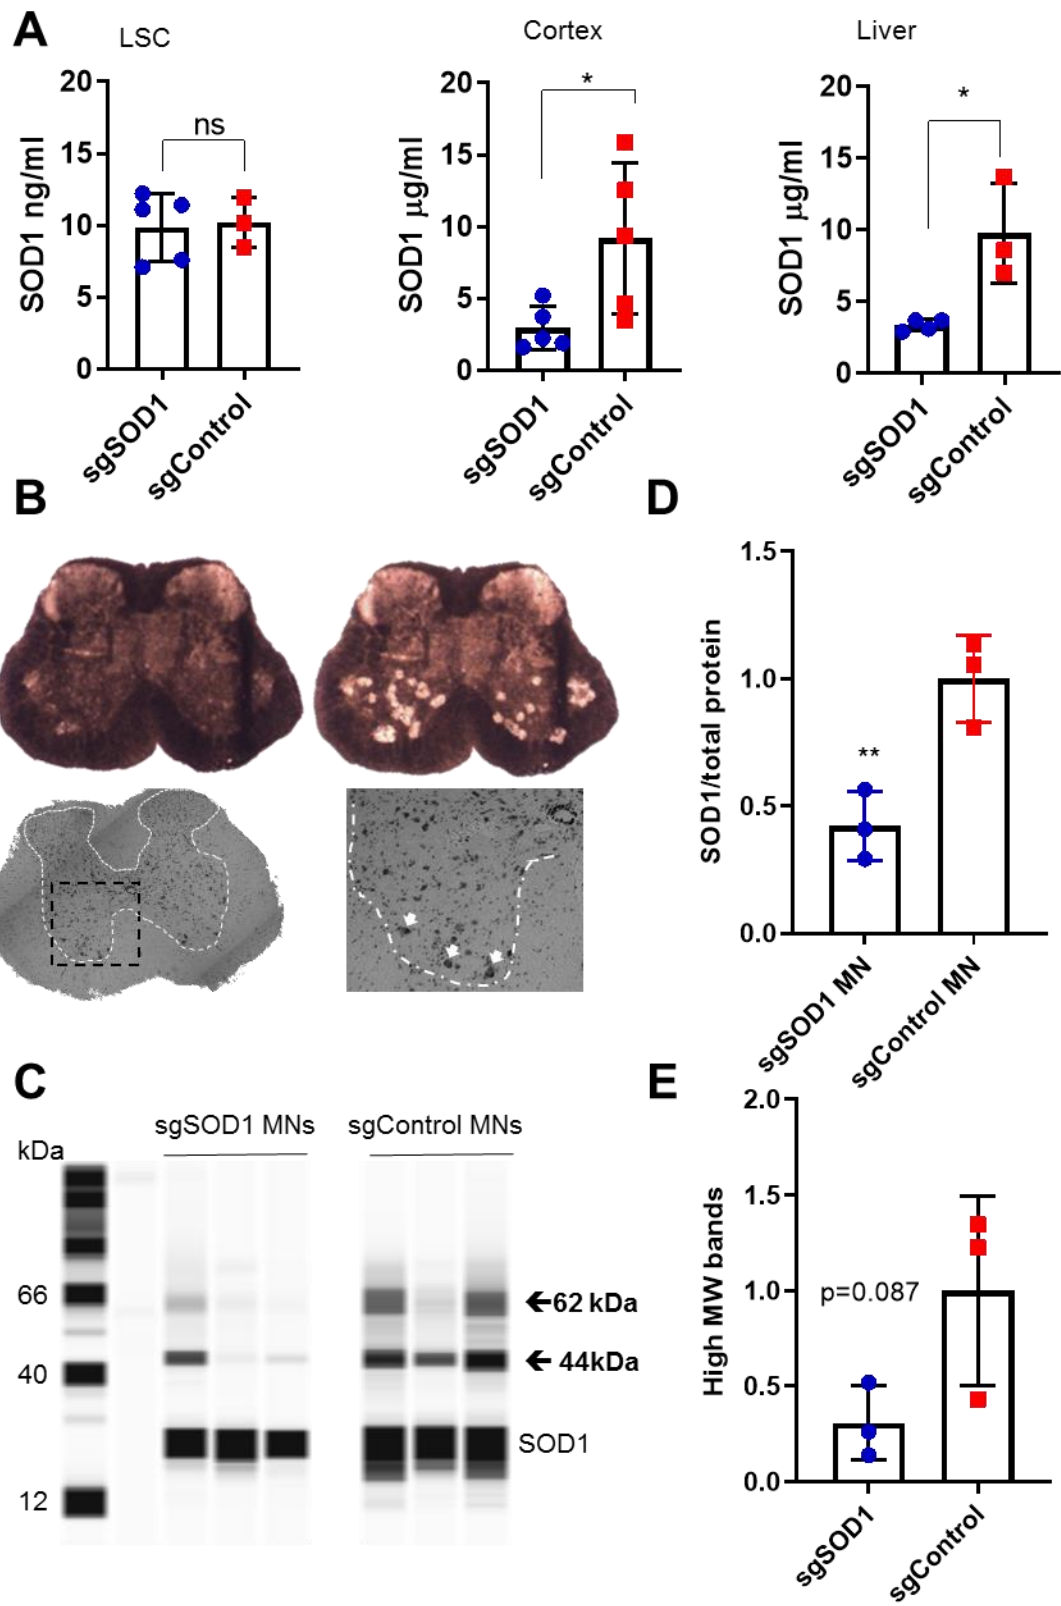 A
LSC
Cortex
Liver
SOD1 ng/ml
20
15
10
5
0
ns
sgSOD1
sgControl
SOD1 µg/ml
20
15
10
5
0
*
sgSOD1
sgControl
SOD1 µg/ml
20
15
10
5
0
*
sgSOD1
sgControl
B
D
SOD1/total protein
1.5
1.0
0.5
0.0
**
sgSOD1 MN
sgControl MN
C
sgSOD1 MNs
sgControl MNs
kDa
66
40
12
←62 kDa
← 44kDa
SOD1
E
High MW bands
2.0
1.5
1.0
0.5
0.0
p=0.087
sgSOD1
sgControl